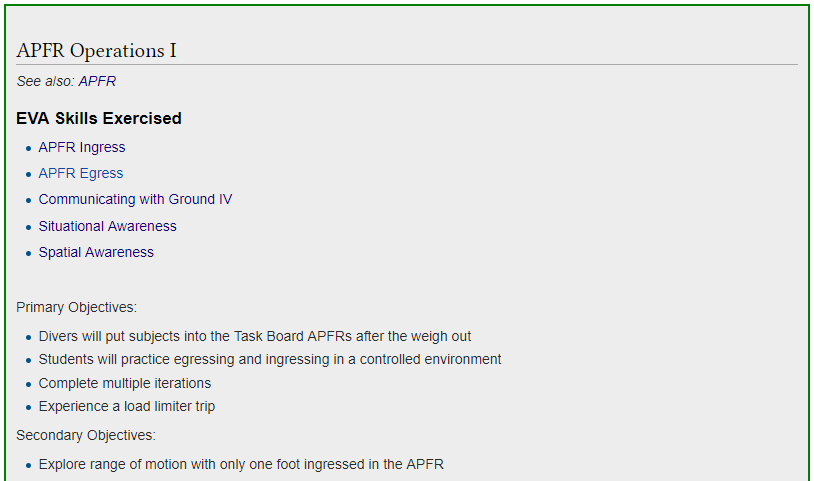 APFR Operations I
See also: APFR
EVA Skills Exercised
APFR Ingress
APFR Egress
Communicating with Ground IV
Situational Awareness
Spatial Awareness
Primary Objectives:
Divers will put subjects into the Task Board APFRs after the weigh out
Students will practice egressing and ingressing in a controlled environment
Complete multiple iterations
Experience a load limiter trip
Secondary Objectives:
Explore range of motion with only one foot ingressed in the APFR